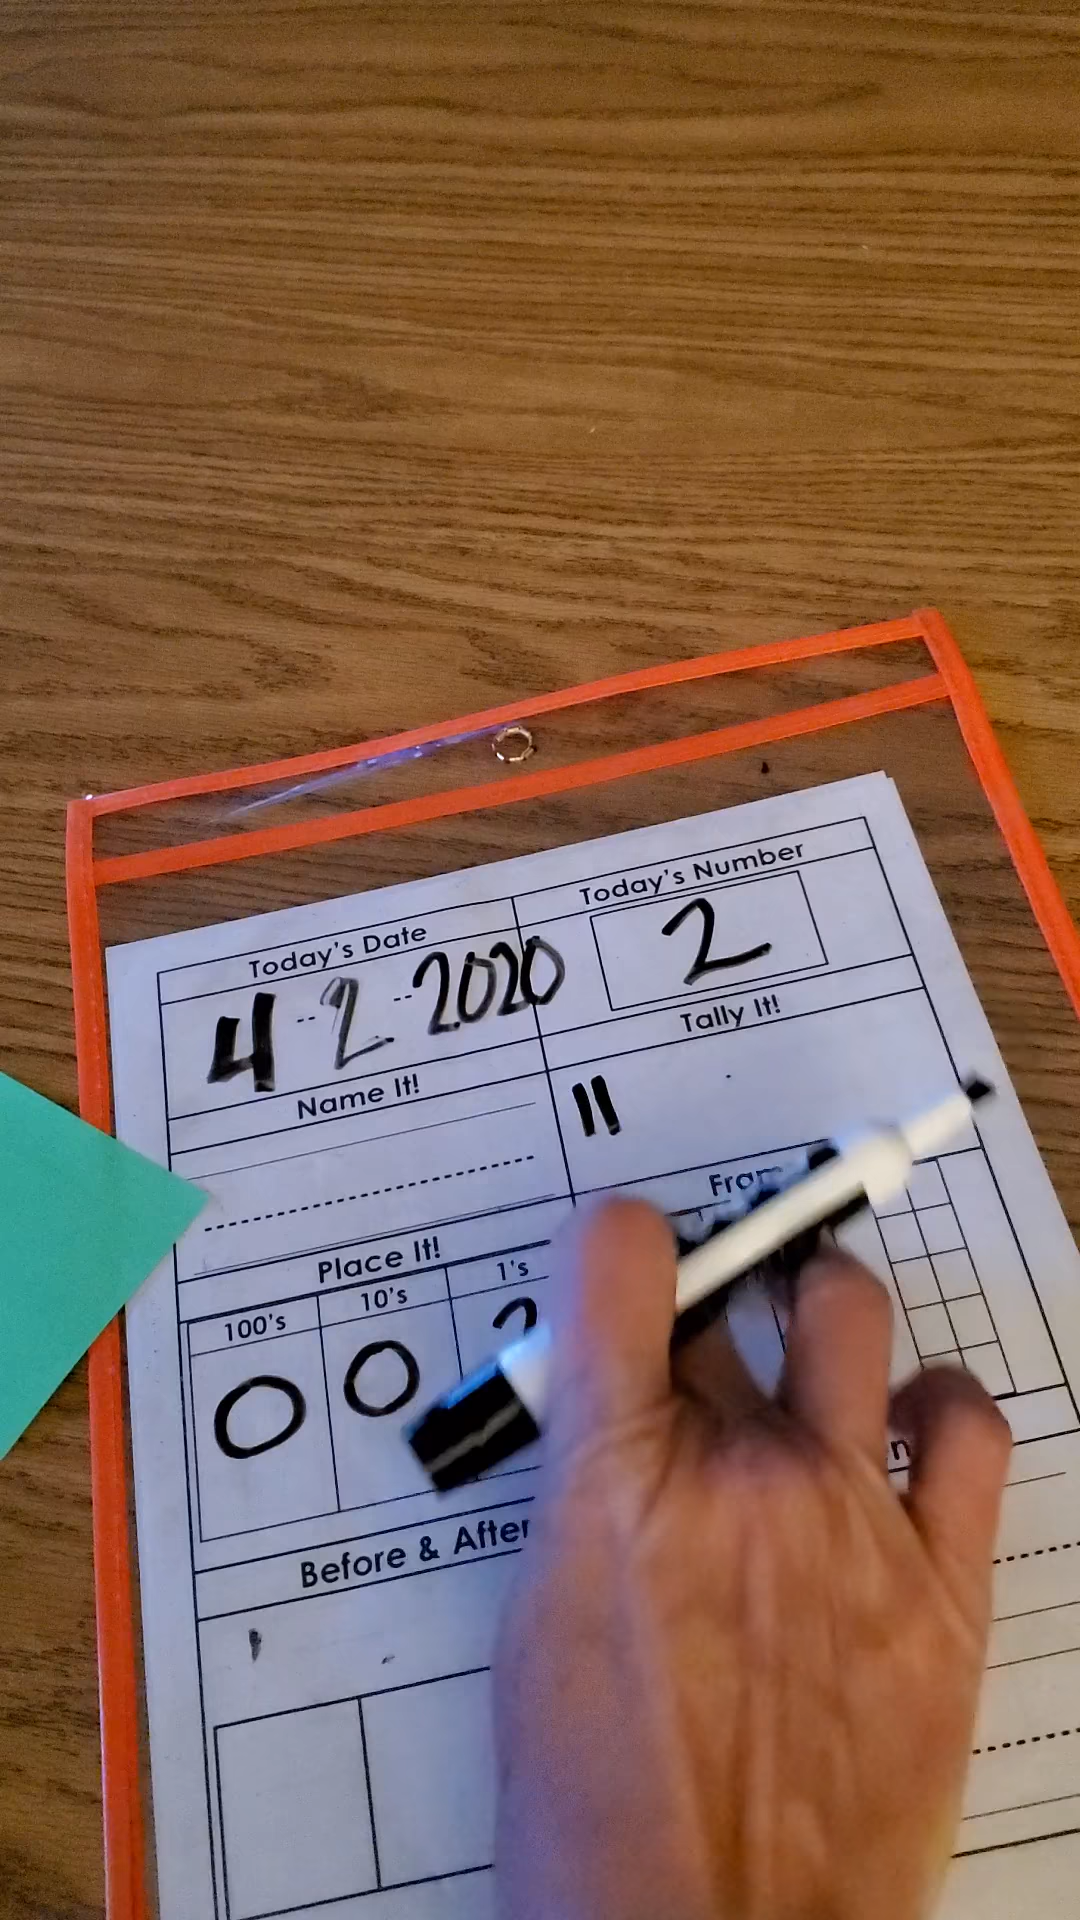 Today's Date
4--2--2020
Today's Number
2
Name It!
Tally It!
Place It!
100's 10's 1's
0 0 2
Before & After